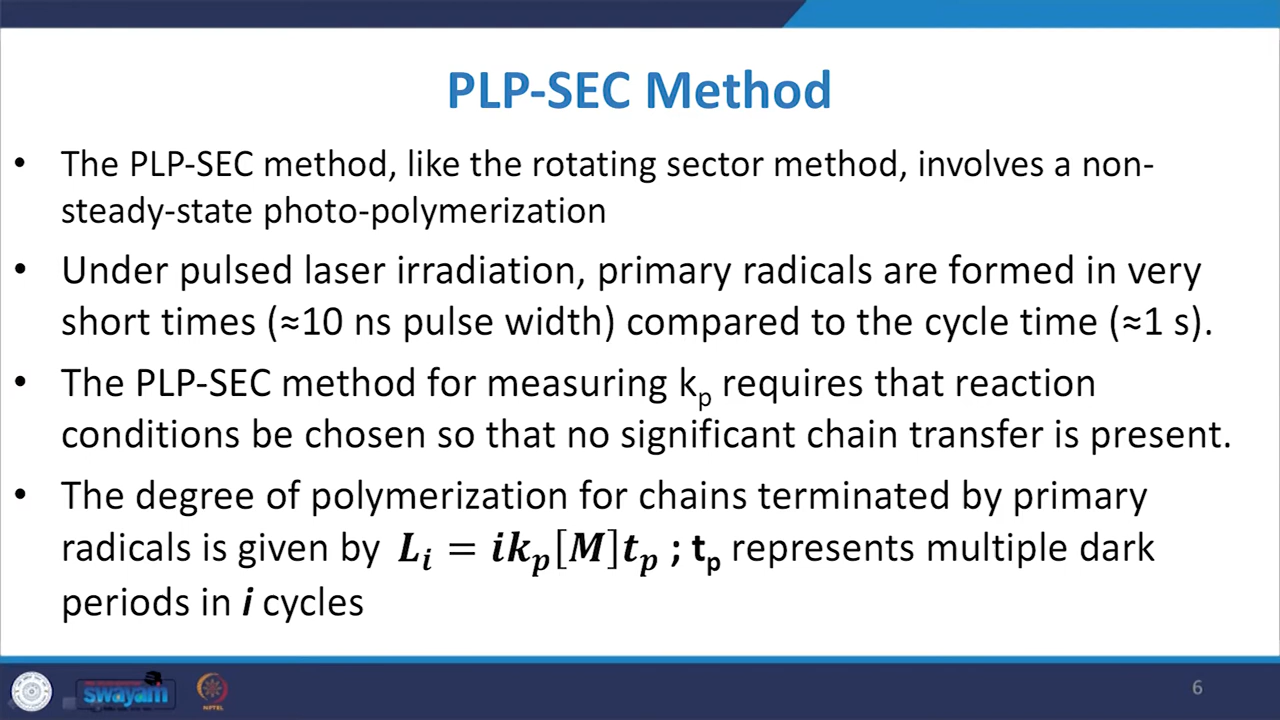 PLP-SEC Method
• The PLP-SEC method, like the rotating sector method, involves a non-
steady-state photo-polymerization
• Under pulsed laser irradiation, primary radicals are formed in very
short times (≈10 ns pulse width) compared to the cycle time (≈1 s).
• The PLP-SEC method for measuring kₚ requires that reaction
conditions be chosen so that no significant chain transfer is present.
• The degree of polymerization for chains terminated by primary
radicals is given by Lᵢ = ikₚ[M]tₚ ; tₚ represents multiple dark
periods in i cycles
swayam
NPTEL
6